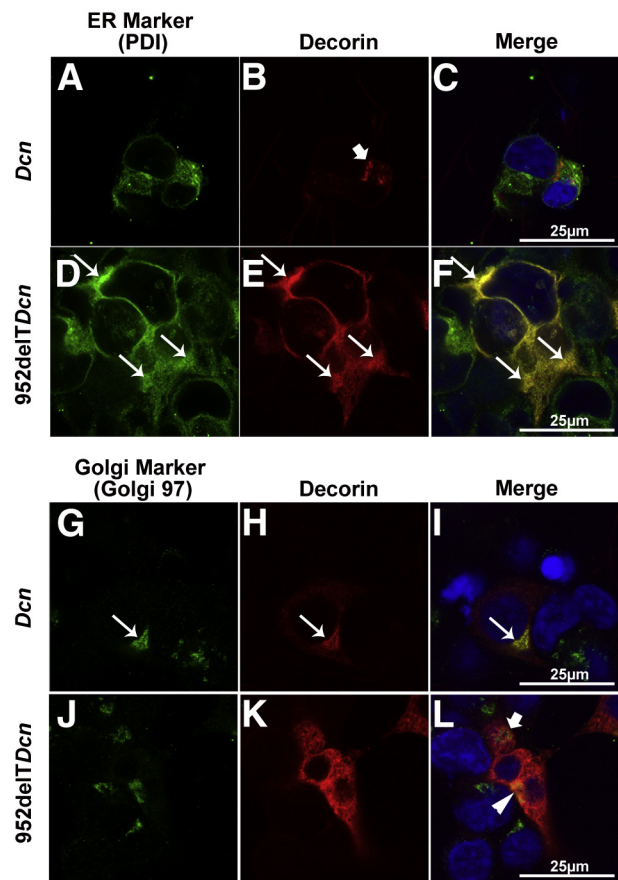 ER Marker
(PDI)
Decorin
Merge
Dcn
A
B
C
25μm
952delTDcn
D
E
F
25μm
Golgi Marker
(Golgi 97)
Decorin
Merge
Dcn
G
H
I
25μm
952delTDcn
J
K
L
25μm